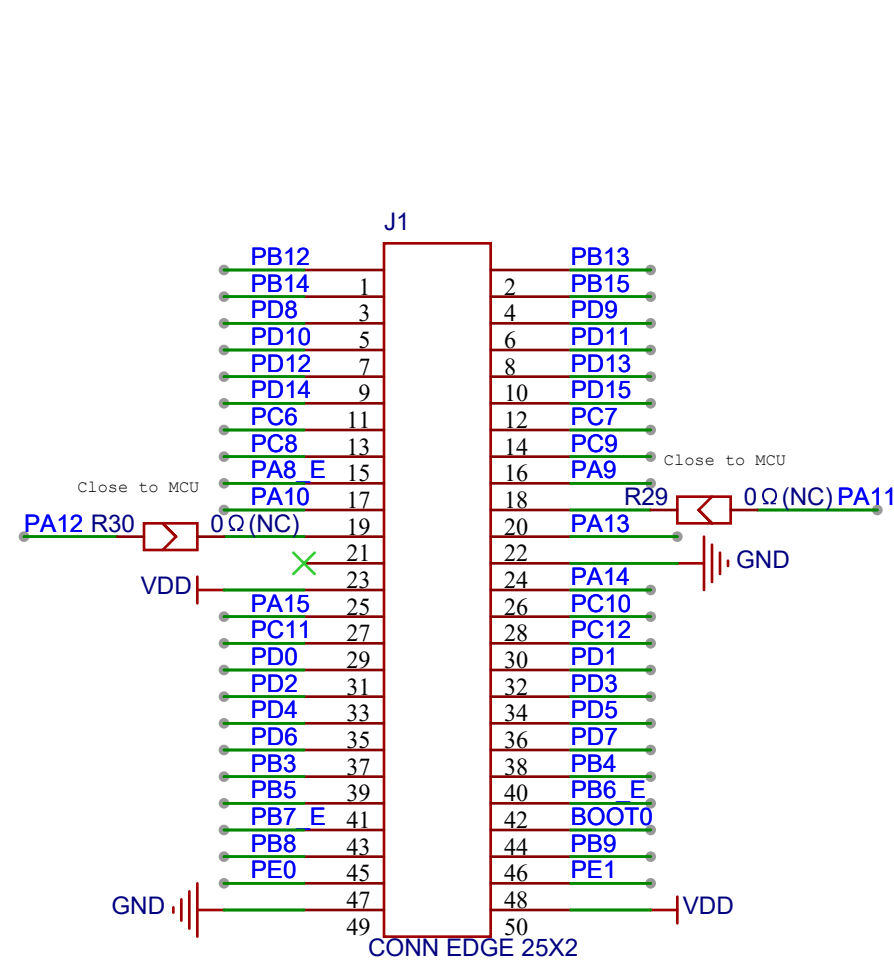 J1
PB12 PB13
PB14 1 2 PB15
PD8 3 4 PD9
PD10 5 6 PD11
PD12 7 8 PD13
PD14 9 10 PD15
PC6 11 12 PC7
PC8 13 14 PC9
Close to MCU
PA8_E 15 16 PA9
Close to MCU
PA10 17 18 R29 0Ω(NC) PA11
PA12 R30 0Ω(NC) 19 20 PA13
21 22 GND
VDD 23 24 PA14
PA15 25 26 PC10
PC11 27 28 PC12
PD0 29 30 PD1
PD2 31 32 PD3
PD4 33 34 PD5
PD6 35 36 PD7
PB3 37 38 PB4
PB5 39 40 PB6_E
PB7_E 41 42 BOOT0
PB8 43 44 PB9
PE0 45 46 PE1
GND 47 48 VDD
49 50
CONN EDGE 25X2